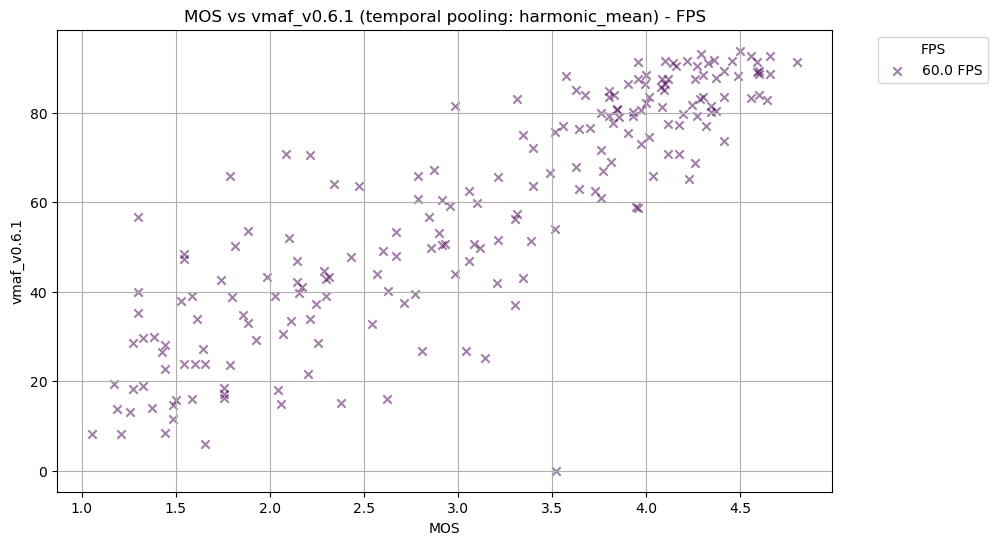 MOS vs vmaf_v0.6.1 (temporal pooling: harmonic_mean) - FPS
FPS
60.0 FPS
vmaf_v0.6.1
80
60
40
20
0
1.0 1.5 2.0 2.5 3.0 3.5 4.0 4.5
MOS